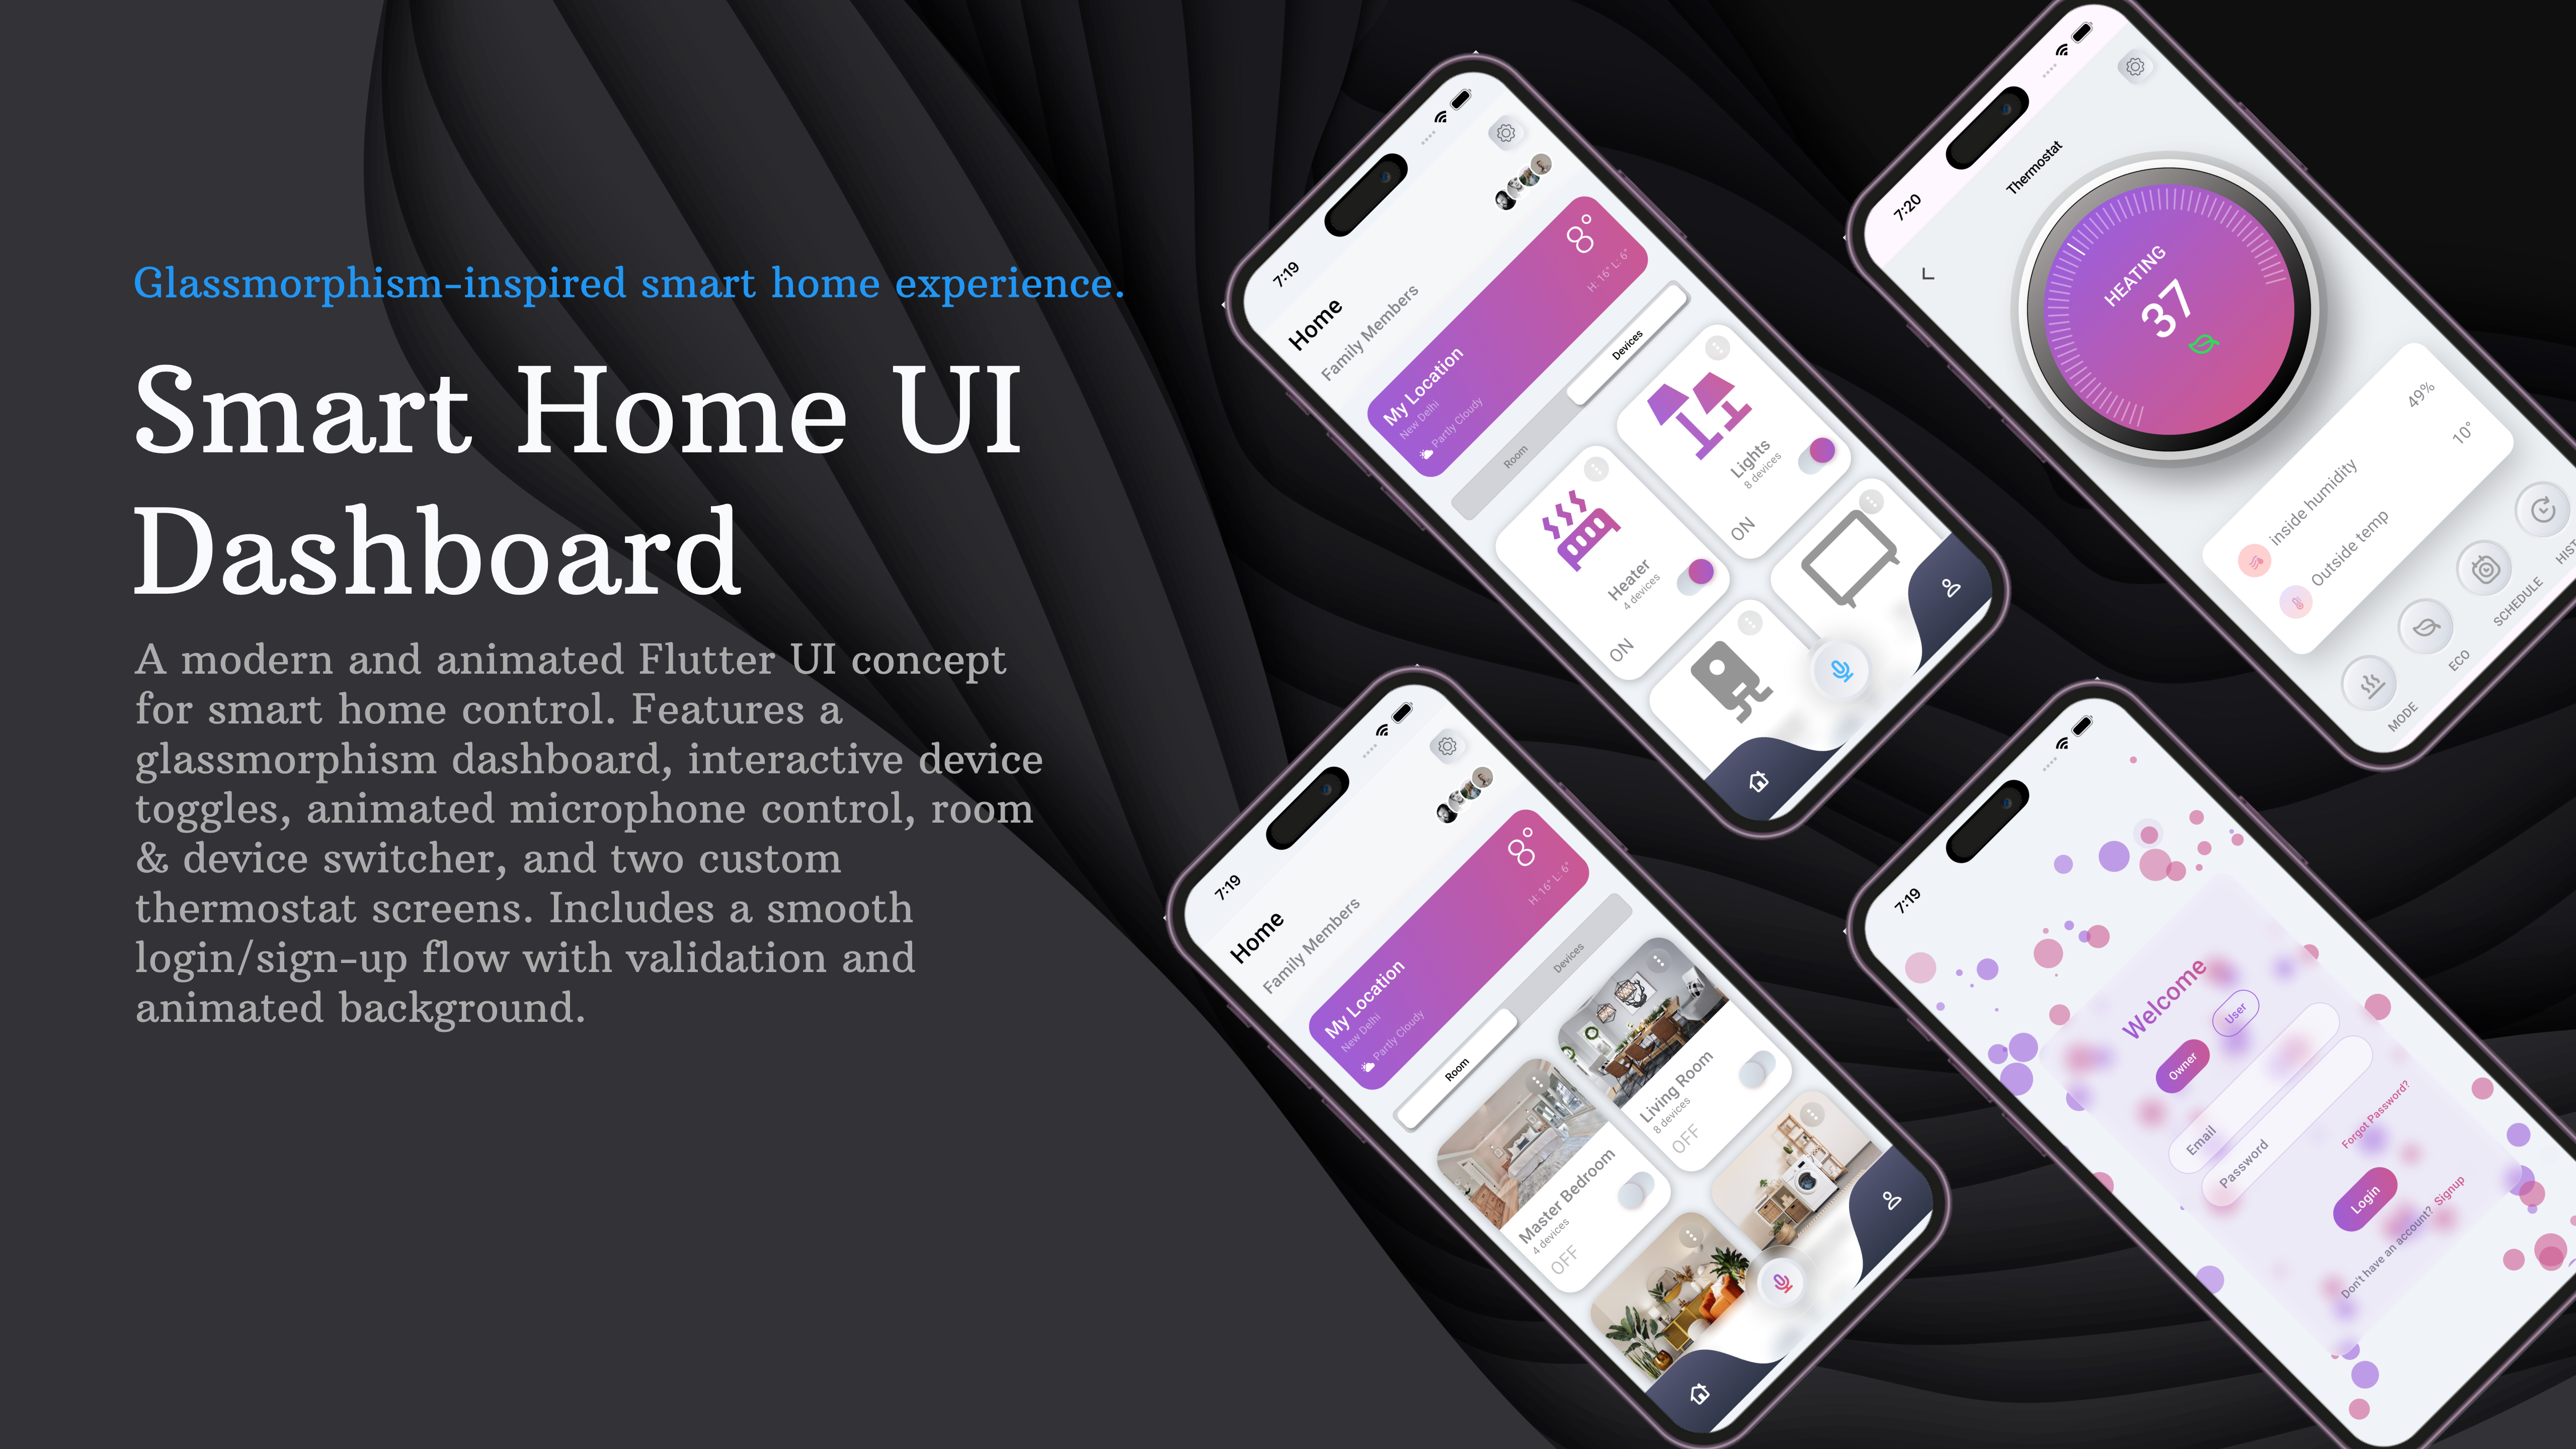 Glassmorphism-inspired smart home experience.
Smart Home UI
Dashboard
A modern and animated Flutter UI concept
for smart home control. Features a
glassmorphism dashboard, interactive device
toggles, animated microphone control, room
& device switcher, and two custom
thermostat screens. Includes a smooth
login/sign-up flow with validation and
animated background.
7:19
Home
Family Members
My Location
New Delhi
Partly Cloudy
8°
H: 16° L: 6°
Room
Devices
Heater
4 devices
ON
Lights
8 devices
ON
7:20
Thermostat
HEATING
37
inside humidity
49%
Outside temp
10°
MODE
ECO
SCHEDULE
HIST
7:19
Home
Family Members
My Location
New Delhi
Partly Cloudy
8°
H: 16° L: 6°
Room
Devices
Master Bedroom
4 devices
OFF
Living Room
8 devices
OFF
7:19
Welcome
Owner
User
Email
Password
Forgot Password?
Login
Don't have an account? Signup